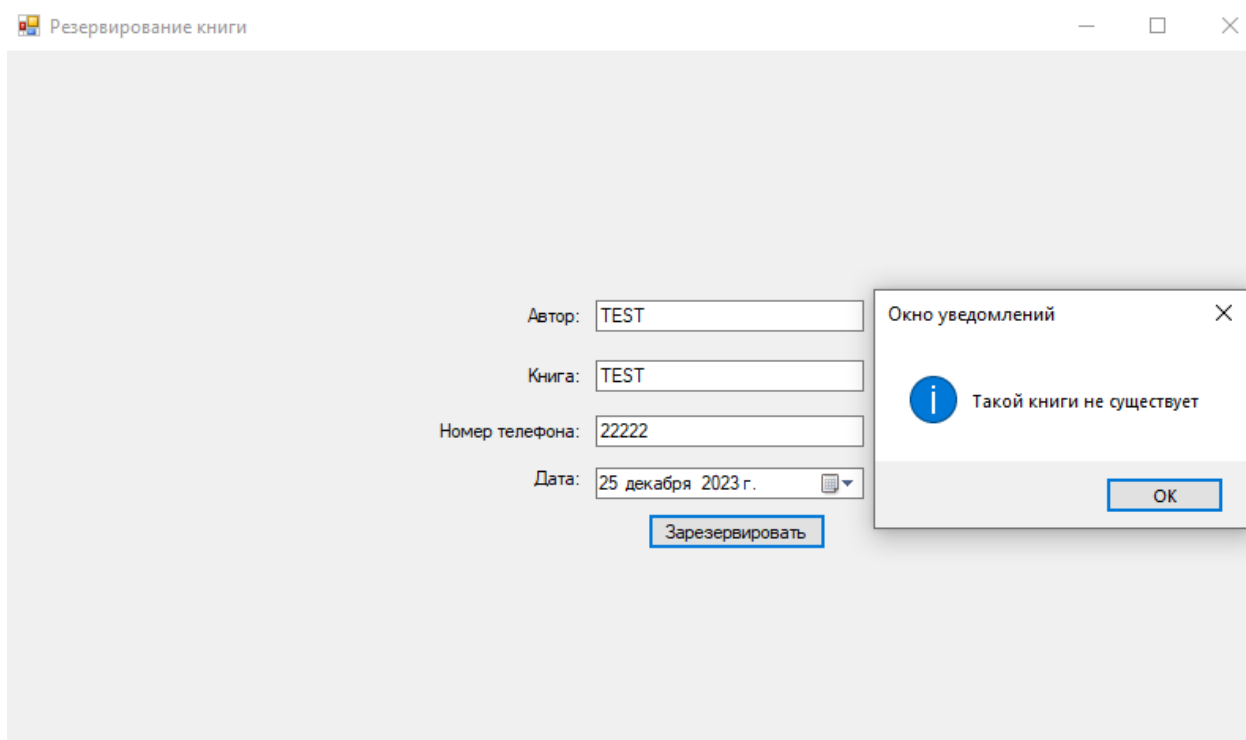 Резервирование книги
Автор: TEST
Окно уведомлений
Книга: TEST
Такой книги не существует
Номер телефона: 22222
Дата: 25 декабря 2023 г.
OK
Зарезервировать